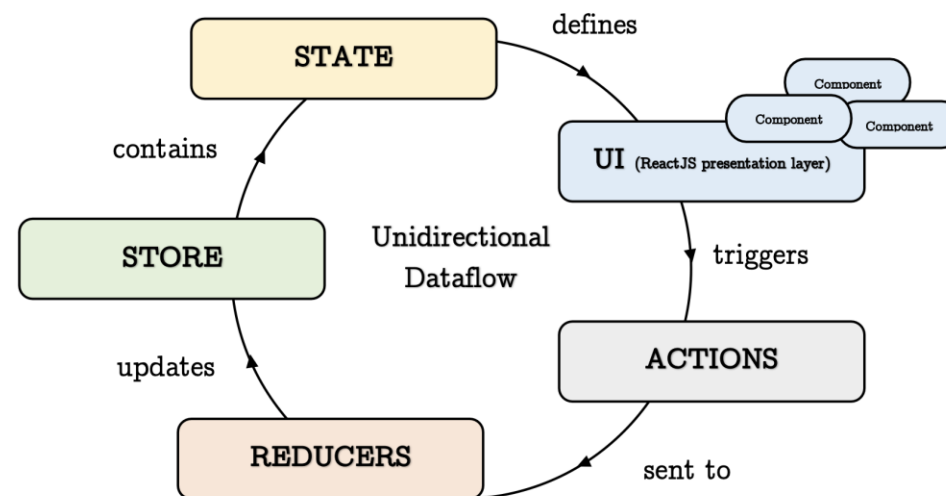 defines
STATE
Component
Component
Component
contains
UI (ReactJS presentation layer)
Unidirectional
Dataflow
STORE
triggers
ACTIONS
updates
REDUCERS
sent to